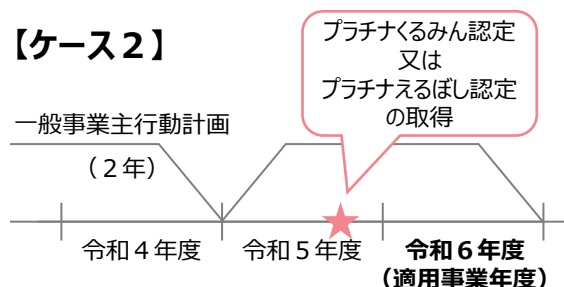 【ケース２】
プラチナくるみん認定
又は
プラチナえるぼし認定
の取得
一般事業主行動計画
（２年）
令和４年度
令和５年度
令和６年度
（適用事業年度）